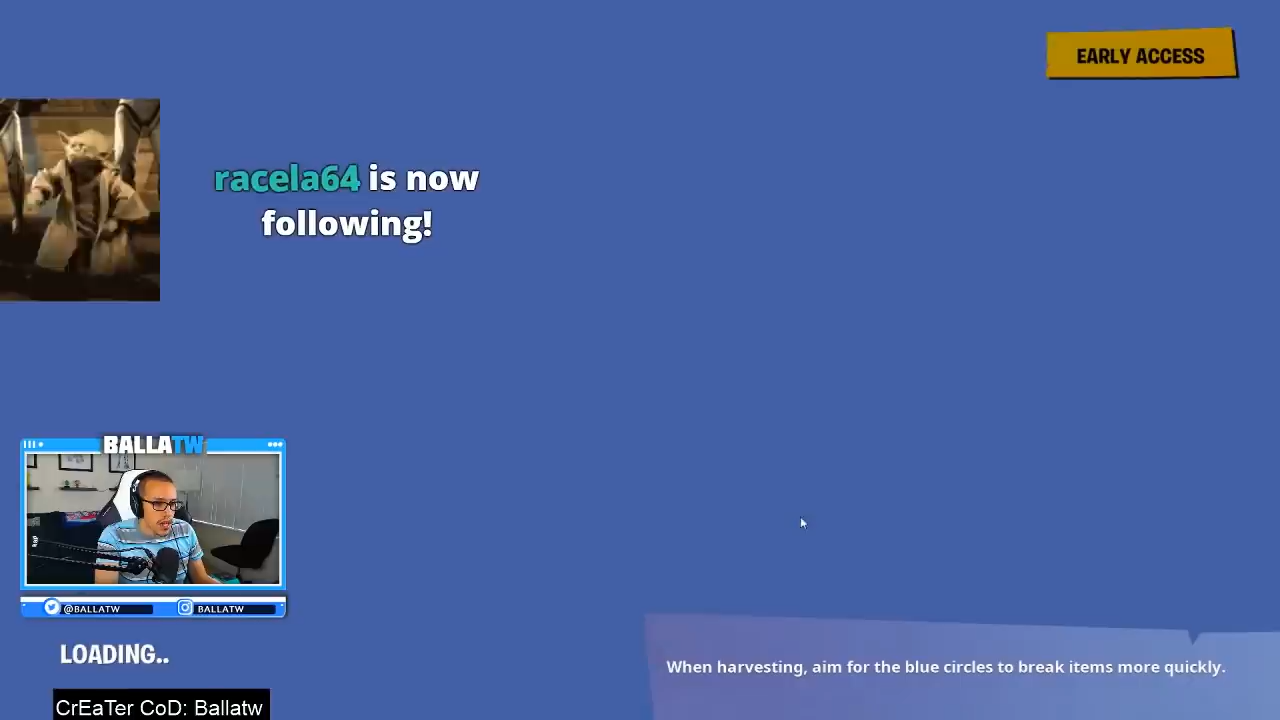 EARLY ACCESS
racela64 is now
following!
BALLATW
@BALLATW
BALLATW
LOADING..
When harvesting, aim for the blue circles to break items more quickly.
CrEaTer CoD: Ballatw